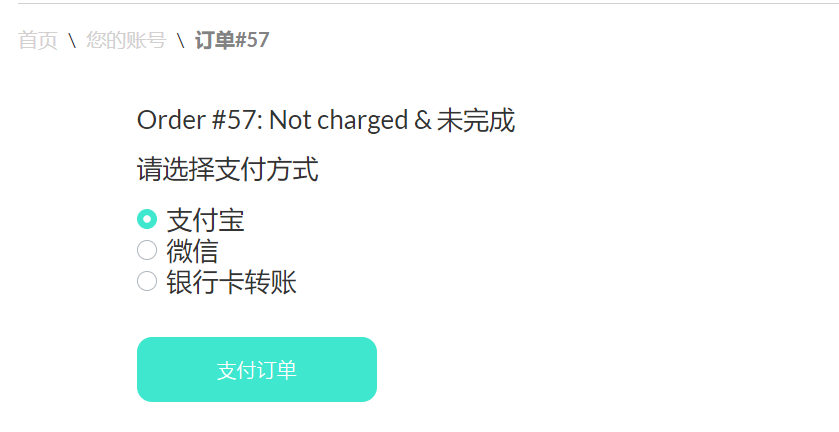 首页 \ 您的账号 \ 订单#57
Order #57: Not charged & 未完成
请选择支付方式
支付宝
微信
银行卡转账
支付订单